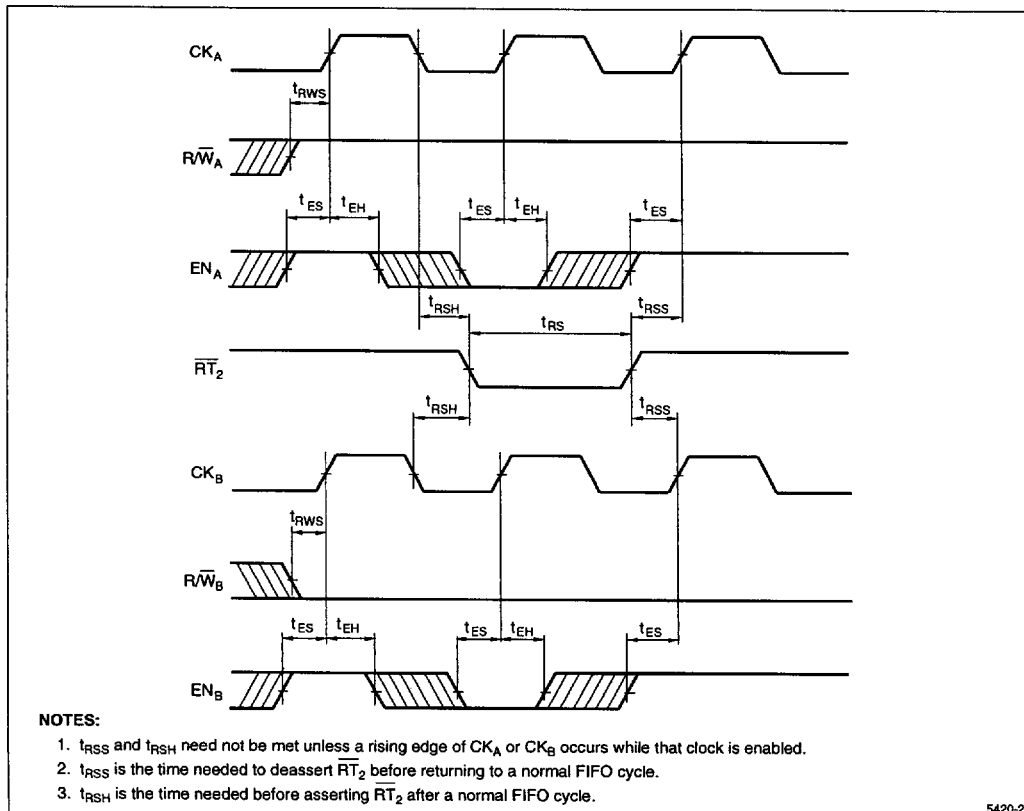 CKA
tRWS
R/W̅A
tES tEH tES tEH tES
ENA
tRSH tRS tRSS
R̅T̅2
tRSH tRSS
CKB
tRWS
R/W̅B
tES tEH tES tEH tES
ENB
NOTES:
1. tRSS and tRSH need not be met unless a rising edge of CKA or CKB occurs while that clock is enabled.
2. tRSS is the time needed to deassert R̅T̅2 before returning to a normal FIFO cycle.
3. tRSH is the time needed before asserting R̅T̅2 after a normal FIFO cycle.